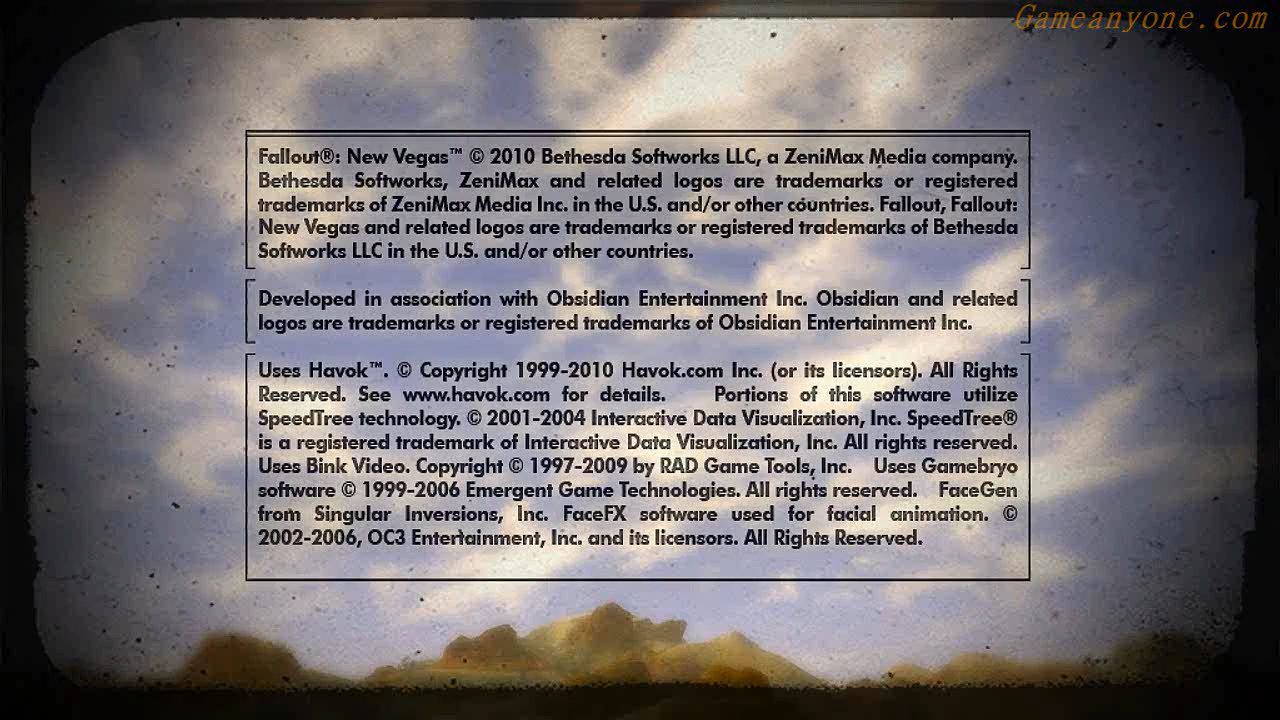 Gameanyone.com
Fallout®: New Vegas™ © 2010 Bethesda Softworks LLC, a ZeniMax Media company.
Bethesda Softworks, ZeniMax and related logos are trademarks or registered
trademarks of ZeniMax Media Inc. in the U.S. and/or other countries. Fallout, Fallout:
New Vegas and related logos are trademarks or registered trademarks of Bethesda
Softworks LLC in the U.S. and/or other countries.
Developed in association with Obsidian Entertainment Inc. Obsidian and related
logos are trademarks or registered trademarks of Obsidian Entertainment Inc.
Uses Havok™. © Copyright 1999-2010 Havok.com Inc. (or its licensors). All Rights
Reserved. See www.havok.com for details. Portions of this software utilize
SpeedTree technology. © 2001-2004 Interactive Data Visualization, Inc. SpeedTree®
is a registered trademark of Interactive Data Visualization, Inc. All rights reserved.
Uses Bink Video. Copyright © 1997-2009 by RAD Game Tools, Inc. Uses Gamebryo
software © 1999-2006 Emergent Game Technologies. All rights reserved. FaceGen
from Singular Inversions, Inc. FaceFX software used for facial animation. ©
2002-2006, OC3 Entertainment, Inc. and its licensors. All Rights Reserved.